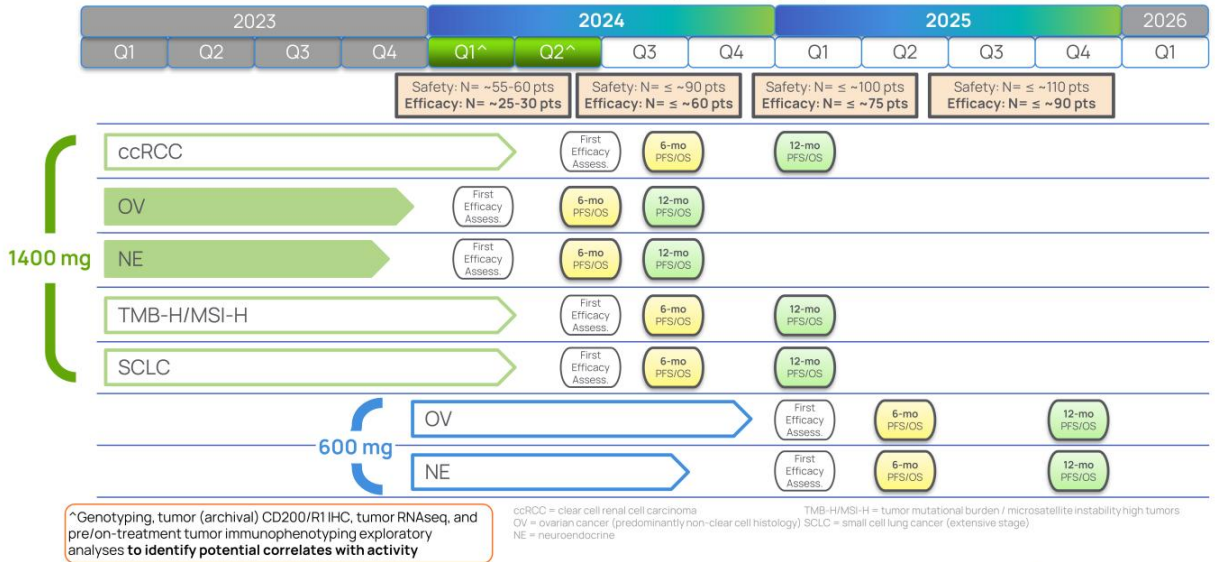 2023 2024 2025 2026
Q1 Q2 Q3 Q4 Q1^ Q2^ Q3 Q4 Q1 Q2 Q3 Q4 Q1
Safety: N= ~55-60 pts
Efficacy: N= ~25-30 pts
Safety: N= ≤ ~90 pts
Efficacy: N= ≤ ~60 pts
Safety: N= ≤ ~100 pts
Efficacy: N= ≤ ~75 pts
Safety: N= ≤ ~110 pts
Efficacy: N= ≤ ~90 pts
1400 mg
ccRCC
First
Efficacy
Assess.
6-mo
PFS/OS
12-mo
PFS/OS
OV
First
Efficacy
Assess.
6-mo
PFS/OS
12-mo
PFS/OS
NE
First
Efficacy
Assess.
6-mo
PFS/OS
12-mo
PFS/OS
TMB-H/MSI-H
First
Efficacy
Assess.
6-mo
PFS/OS
12-mo
PFS/OS
SCLC
First
Efficacy
Assess.
6-mo
PFS/OS
12-mo
PFS/OS
600 mg
OV
First
Efficacy
Assess.
6-mo
PFS/OS
12-mo
PFS/OS
NE
First
Efficacy
Assess.
6-mo
PFS/OS
12-mo
PFS/OS
^Genotyping, tumor (archival) CD200/R1 IHC, tumor RNAseq, and
pre/on-treatment tumor immunophenotyping exploratory
analyses to identify potential correlates with activity
ccRCC = clear cell renal cell carcinoma
OV = ovarian cancer (predominantly non-clear cell histology)
NE = neuroendocrine
TMB-H/MSI-H = tumor mutational burden / microsatellite instability high tumors
SCLC = small cell lung cancer (extensive stage)